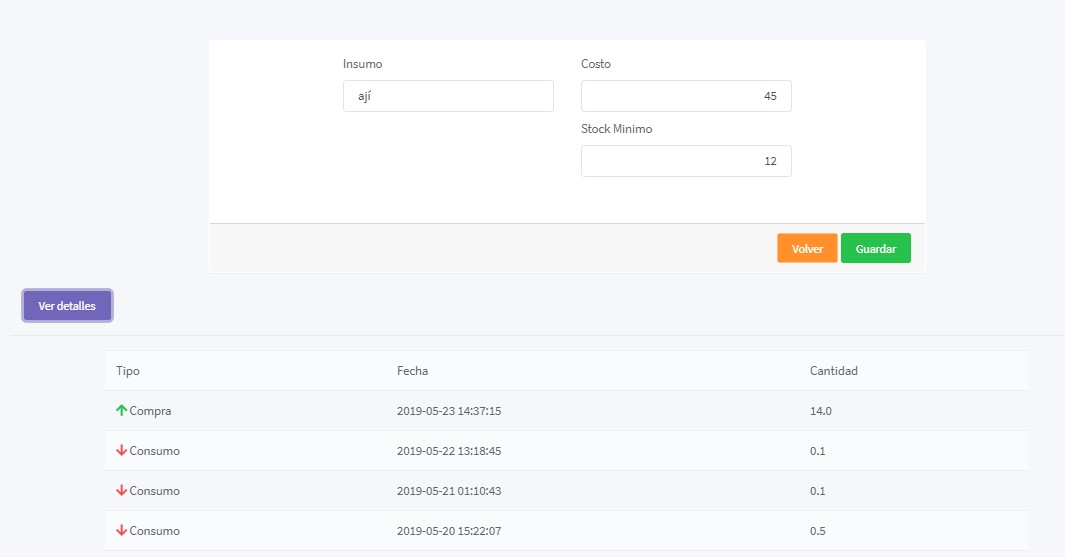 Insumo Costo
ají 45
Stock Minimo
12
Volver Guardar
Ver detalles
Tipo Fecha Cantidad
Compra 2019-05-23 14:37:15 14.0
Consumo 2019-05-22 13:18:45 0.1
Consumo 2019-05-21 01:10:43 0.1
Consumo 2019-05-20 15:22:07 0.5